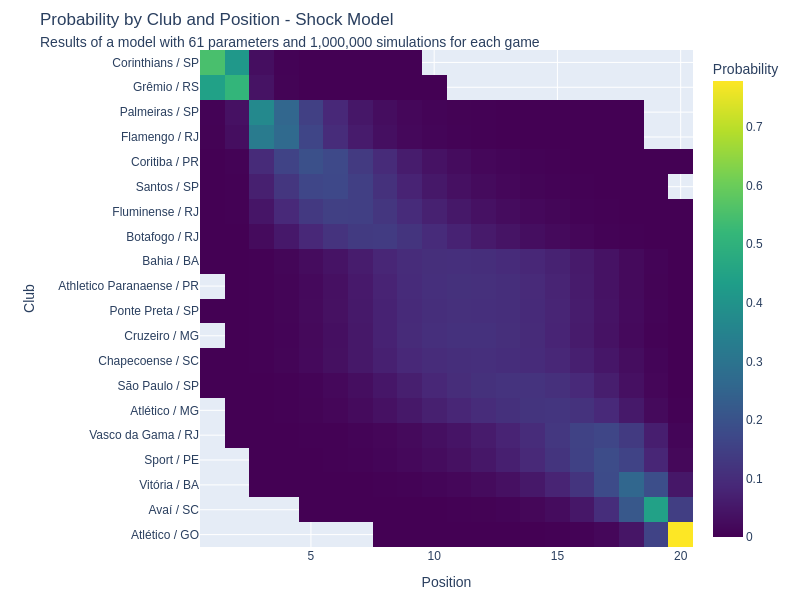 Probability by Club and Position - Shock Model
Results of a model with 61 parameters and 1,000,000 simulations for each game
Probability
Corinthians / SP
Grêmio / RS
Palmeiras / SP
Flamengo / RJ
Coritiba / PR
Santos / SP
Fluminense / RJ
Botafogo / RJ
Bahia / BA
Athletico Paranaense / PR
Ponte Preta / SP
Cruzeiro / MG
Chapecoense / SC
São Paulo / SP
Atlético / MG
Vasco da Gama / RJ
Sport / PE
Vitória / BA
Avaí / SC
Atlético / GO
Club
0.7
0.6
0.5
0.4
0.3
0.2
0.1
0
5
10
15
20
Position